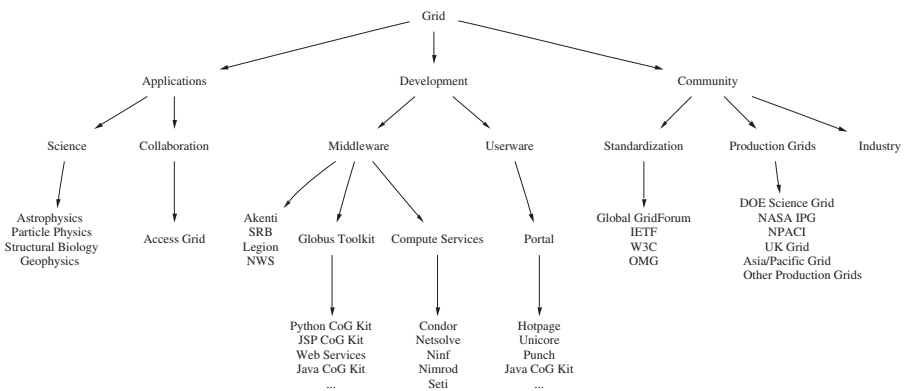 Grid
Applications
Development
Community
Science
Collaboration
Middleware
Userware
Standardization
Production Grids
Industry
Astrophysics
Particle Physics
Structural Biology
Geophysics
Access Grid
Akenti
SRB
Legion
NWS
Globus Toolkit
Compute Services
Portal
Global GridForum
IETF
W3C
OMG
DOE Science Grid
NASA IPG
NPACI
UK Grid
Asia/Pacific Grid
Other Production Grids
Python CoG Kit
JSP CoG Kit
Web Services
Java CoG Kit
...
Condor
Netsolve
Ninf
Nimrod
Seti
Hotpage
Unicore
Punch
Java CoG Kit
...